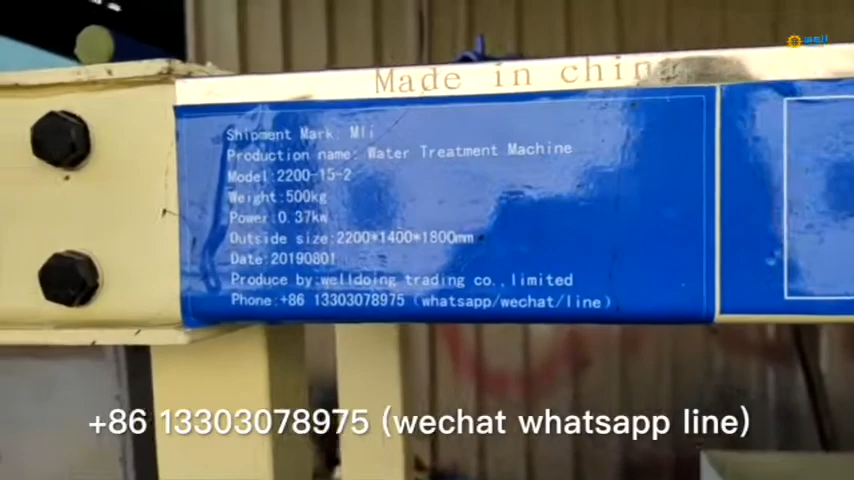 Made in china
Shipment Mark: Mli
Production name: Water Treatment Machine
Model:2200-15-2
Weight:500kg
Power:0.37kw
Outside size:2200*1400*1800mm
Date:20190801
Produce by:welldoing trading co.,limited
Phone:+86 13303078975 (whatsapp/wechat/line)
+86 13303078975 (wechat whatsapp line)